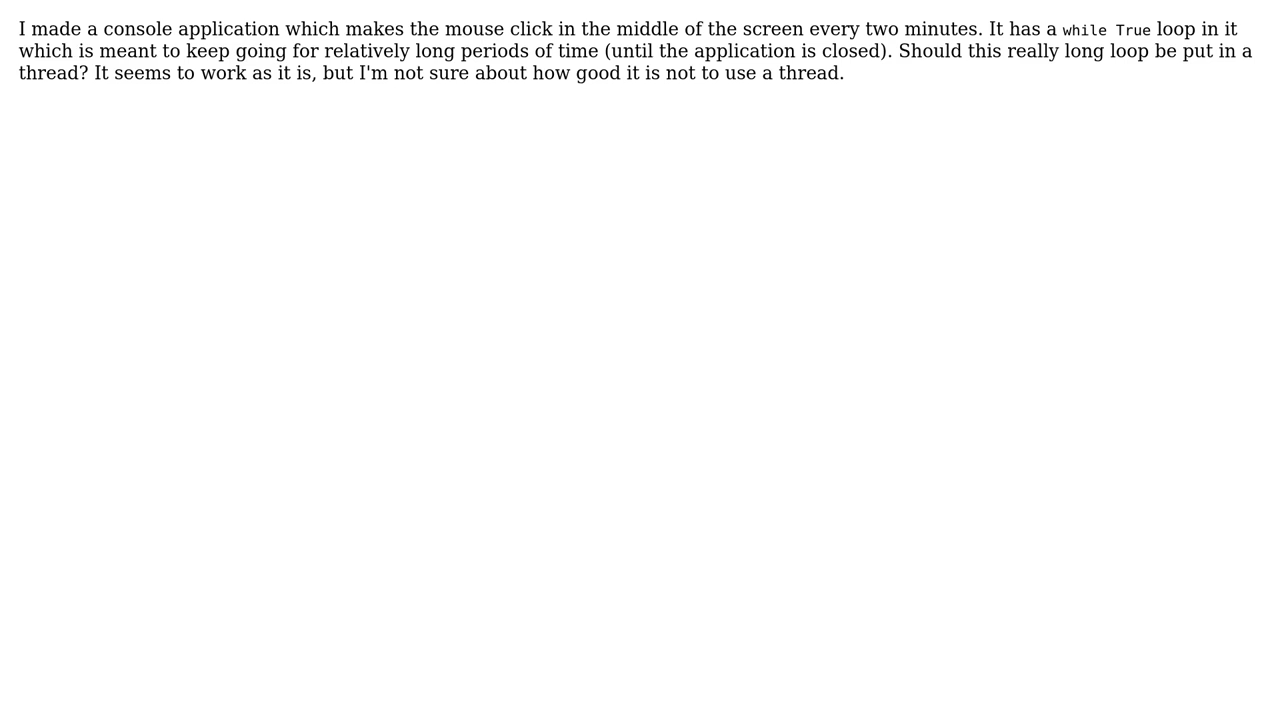 I made a console application which makes the mouse click in the middle of the screen every two minutes. It has a while True loop in it
which is meant to keep going for relatively long periods of time (until the application is closed). Should this really long loop be put in a
thread? It seems to work as it is, but I'm not sure about how good it is not to use a thread.